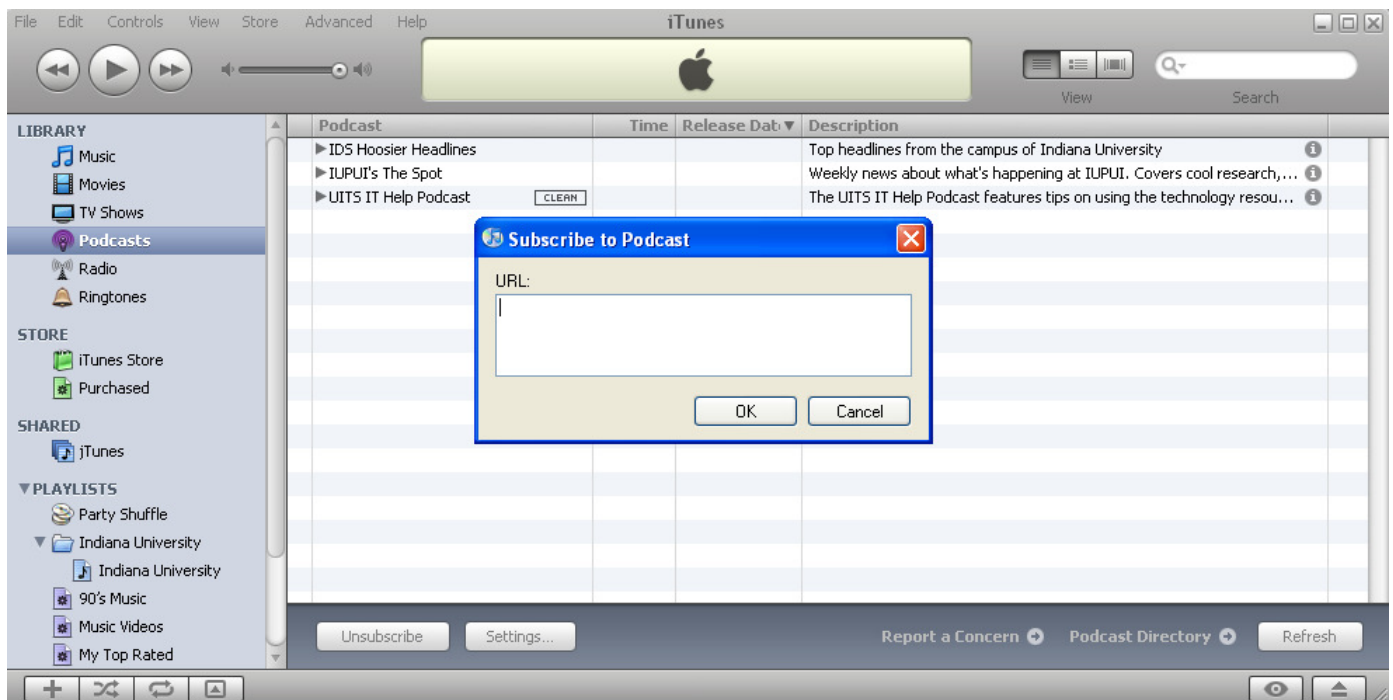 File Edit Controls View Store Advanced Help
iTunes
View
Search
LIBRARY
Music
Movies
TV Shows
Podcasts
Radio
Ringtones
STORE
iTunes Store
Purchased
SHARED
jTunes
PLAYLISTS
Party Shuffle
Indiana University
Indiana University
90's Music
Music Videos
My Top Rated
Podcast Time Release Dat Description
IDS Hoosier Headlines Top headlines from the campus of Indiana University
IUPUI's The Spot Weekly news about what's happening at IUPUI. Covers cool research,...
UITS IT Help Podcast CLEAN The UITS IT Help Podcast features tips on using the technology resou...
Subscribe to Podcast
URL:
OK Cancel
Unsubscribe Settings... Report a Concern Podcast Directory Refresh